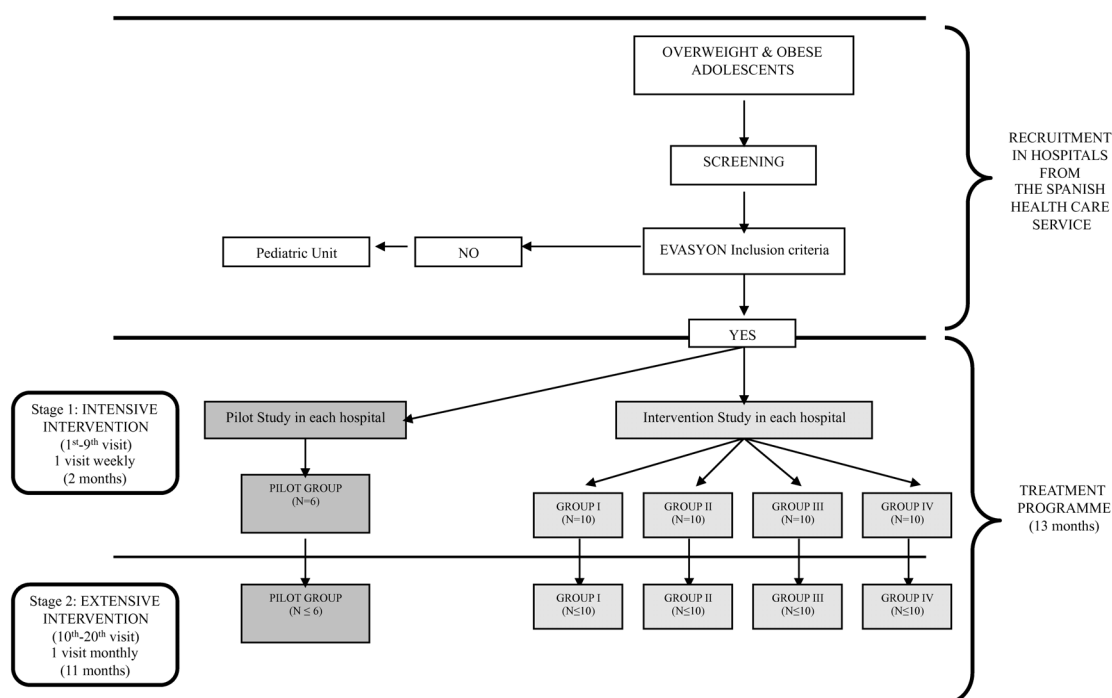 OVERWEIGHT & OBESE
ADOLESCENTS
SCREENING
EVASYON Inclusion criteria
NO
Pediatric Unit
YES
RECRUITMENT
IN HOSPITALS
FROM
THE SPANISH
HEALTH CARE
SERVICE
Stage 1: INTENSIVE
INTERVENTION
(1st-9th visit)
1 visit weekly
(2 months)
Pilot Study in each hospital
Intervention Study in each hospital
PILOT GROUP
(N=6)
GROUP I
(N=10)
GROUP II
(N=10)
GROUP III
(N=10)
GROUP IV
(N=10)
TREATMENT
PROGRAMME
(13 months)
Stage 2: EXTENSIVE
INTERVENTION
(10th-20th visit)
1 visit monthly
(11 months)
PILOT GROUP
(N ≤ 6)
GROUP I
(N≤10)
GROUP II
(N≤10)
GROUP III
(N≤10)
GROUP IV
(N≤10)